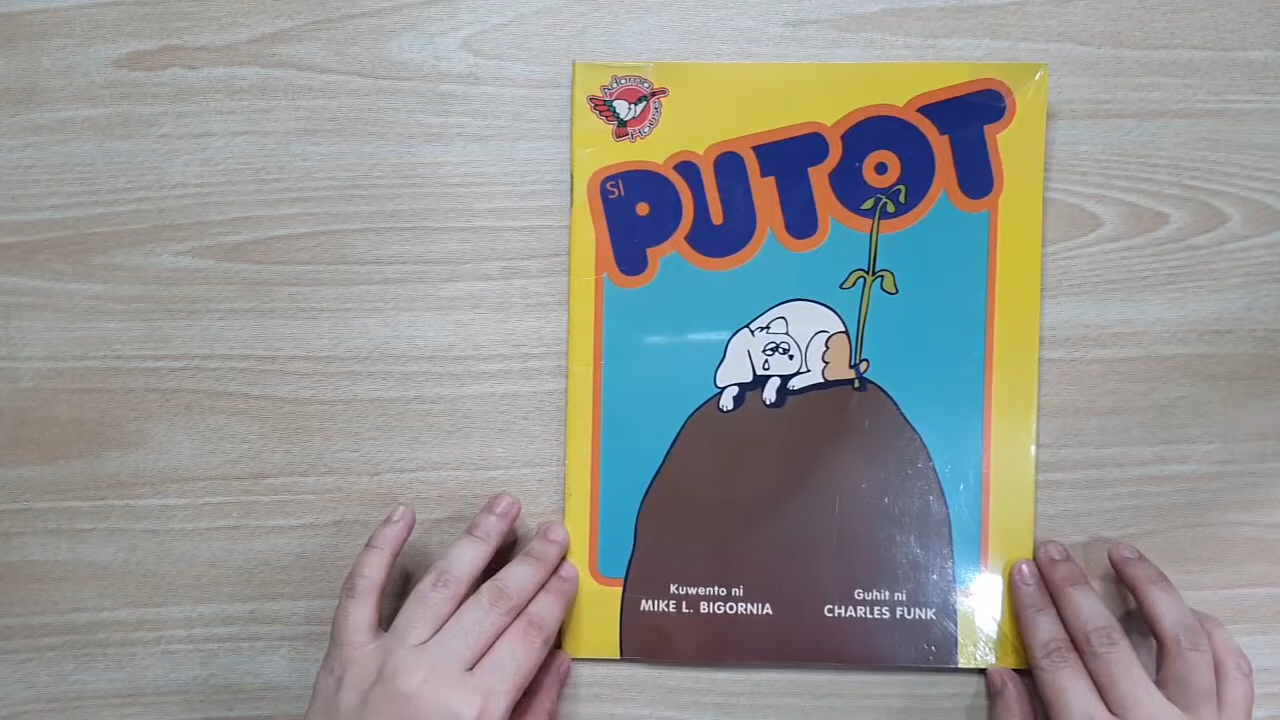 Adarna
House
SI
PUTOT
Kuwento ni
MIKE L. BIGORNIA
Guhit ni
CHARLES FUNK